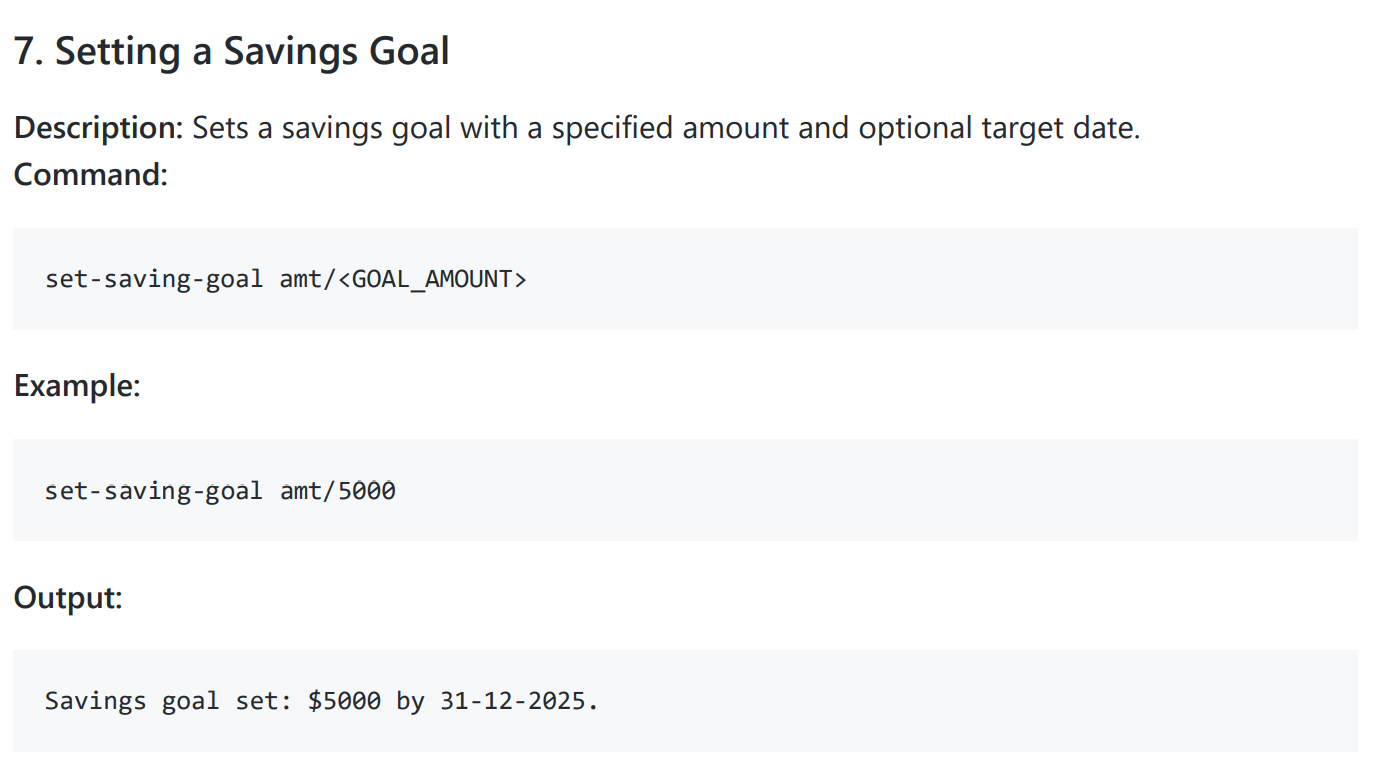 7. Setting a Savings Goal
Description: Sets a savings goal with a specified amount and optional target date.
Command:
set-saving-goal amt/<GOAL_AMOUNT>
Example:
set-saving-goal amt/5000
Output:
Savings goal set: $5000 by 31-12-2025.